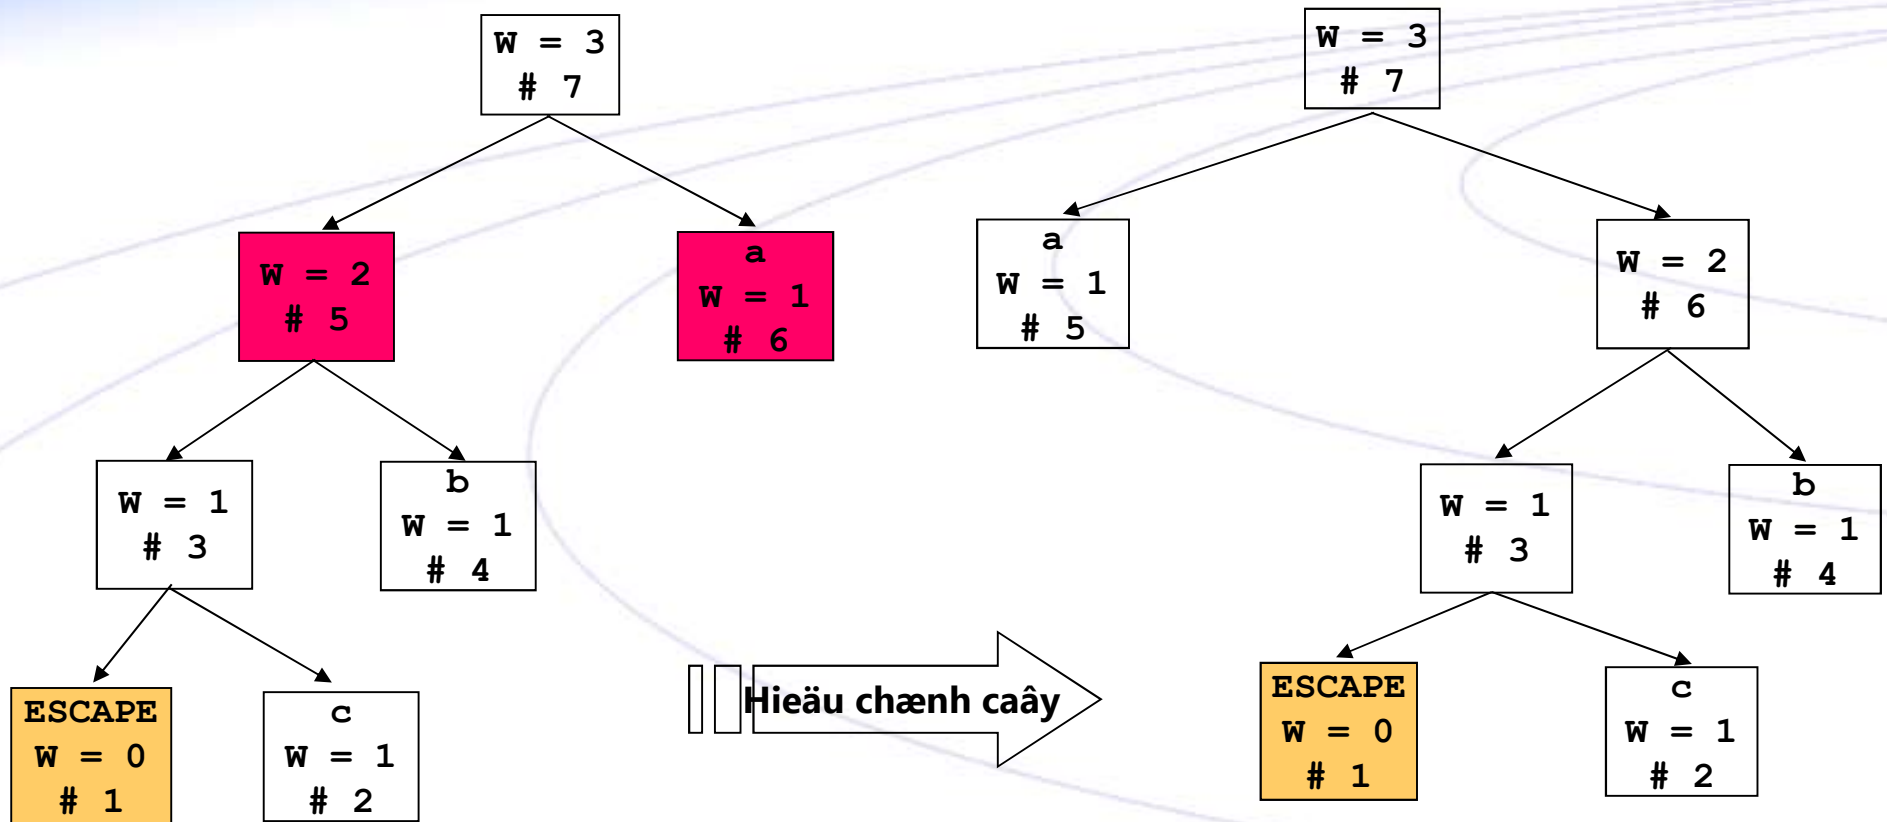 W = 3
# 7
W = 2
# 5
a
W = 1
# 6
W = 1
# 3
b
W = 1
# 4
ESCAPE
W = 0
# 1
c
W = 1
# 2
Hieäu chænh caây
W = 3
# 7
a
W = 1
# 5
W = 2
# 6
W = 1
# 3
b
W = 1
# 4
ESCAPE
W = 0
# 1
c
W = 1
# 2